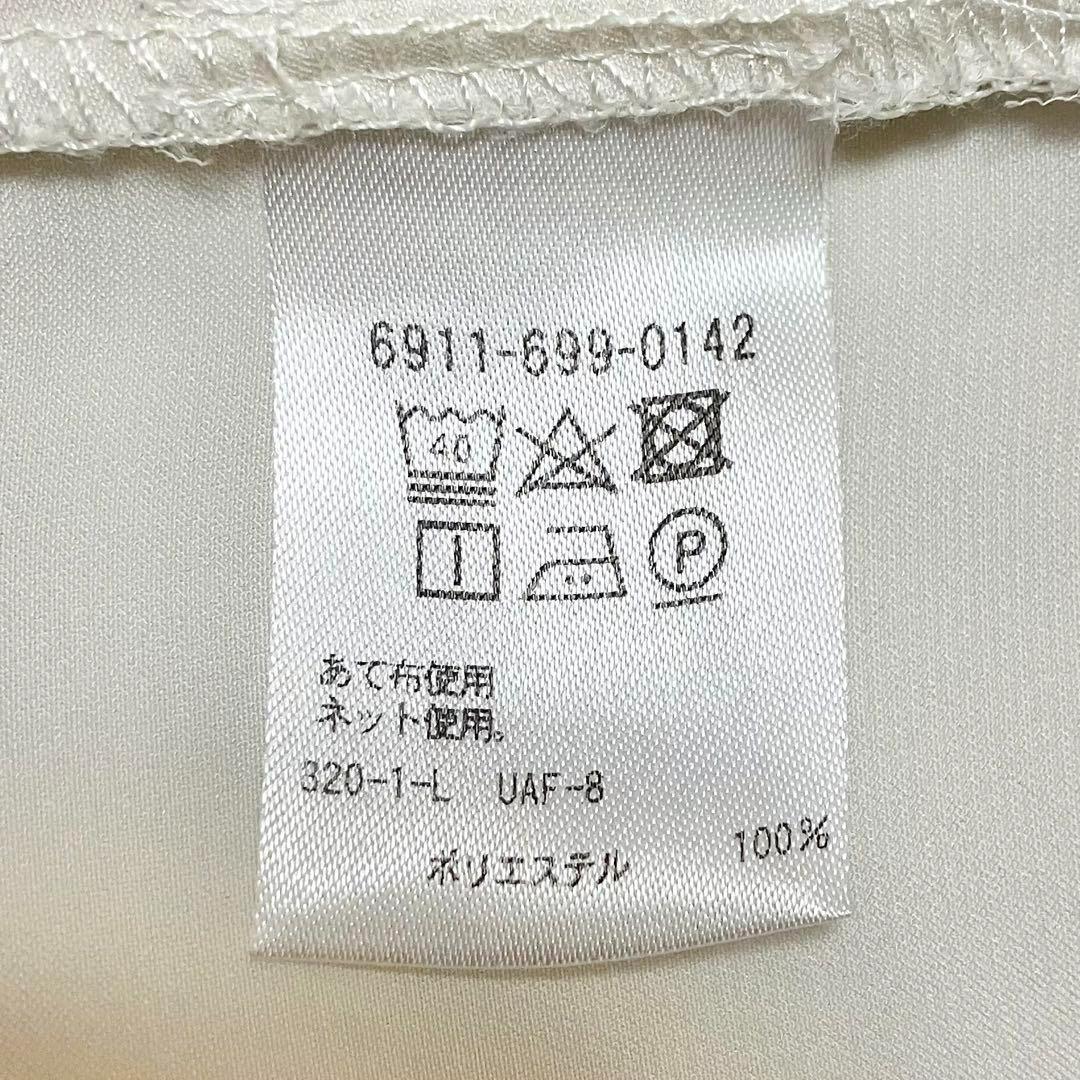 6911-699-0142
40
P
あて布使用
ネット使用。
320-1-L UAF-8
ポリエステル 100%